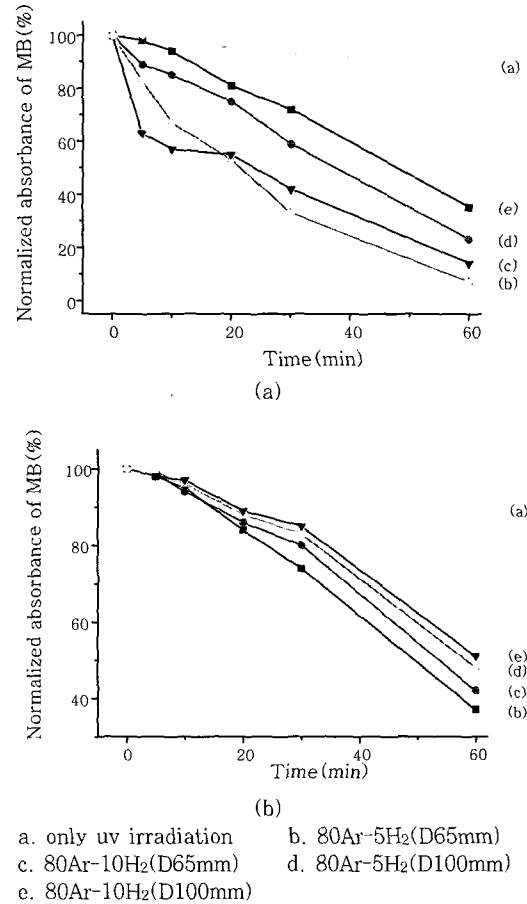 Normalized absorbance of MB(%)
100
80
60
40
20
0
(a)
(e)
(d)
(c)
(b)
0
20
40
60
Time(min)
(a)
Normalized absorbance of MB(%)
100
80
60
40
(a)
(e)
(d)
(c)
(b)
0
20
40
60
Time(min)
(b)
a. only uv irradiation b. 80Ar-5H₂(D65mm)
c. 80Ar-10H₂(D65mm) d. 80Ar-5H₂(D100mm)
e. 80Ar-10H₂(D100mm)